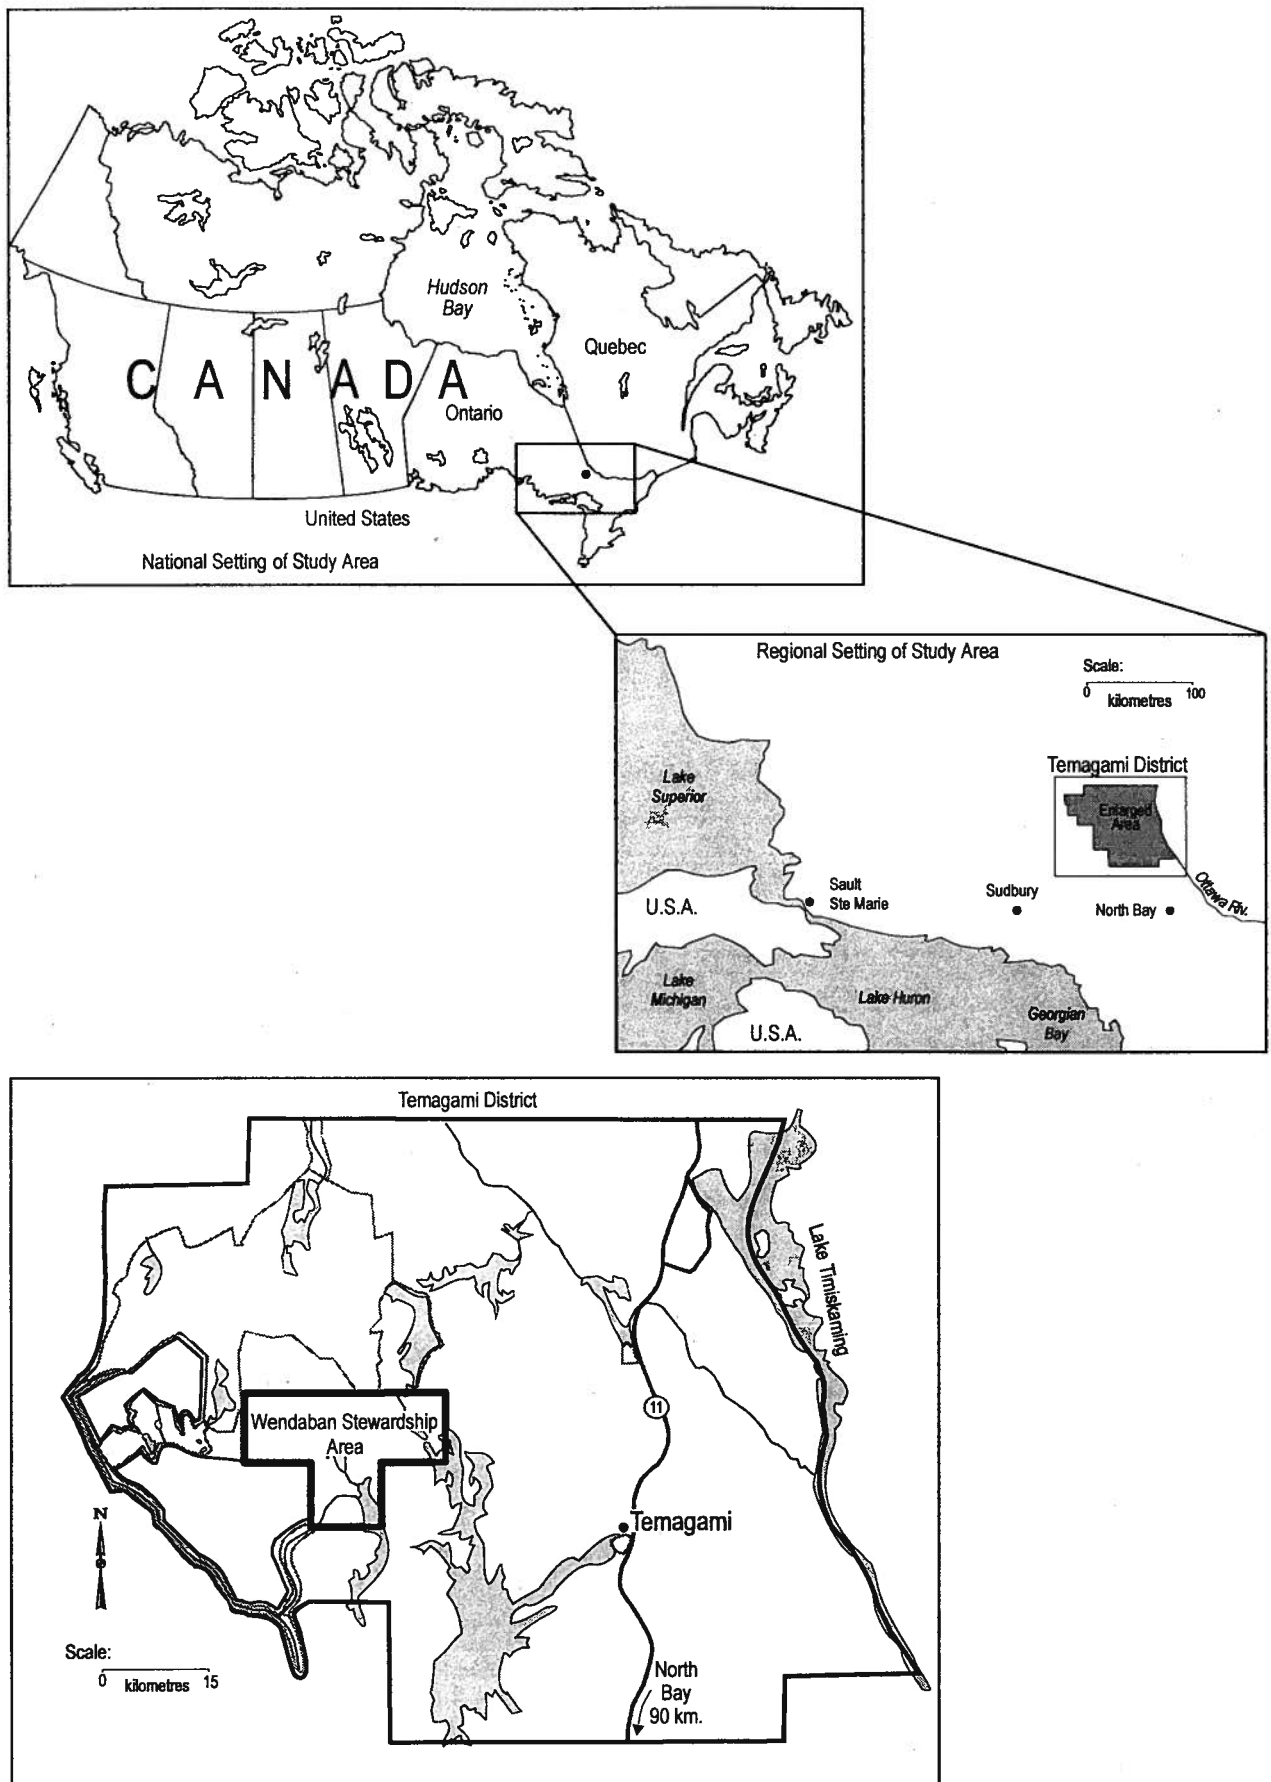 Hudson
Bay
Quebec
CANADA
Ontario
United States
National Setting of Study Area
Regional Setting of Study Area
Scale:
0 100
kilometres
Temagami District
Lake
Superior
Enlarged
Area
Sault
Ste Marie
Sudbury
North Bay
Ottawa Riv.
U.S.A.
Lake
Michigan
Lake Huron
Georgian
Bay
U.S.A.
Temagami District
Lake Timiskaming
11
Wendaban Stewardship
Area
N
Temagami
Scale:
0 kilometres 15
North
Bay
90 km.